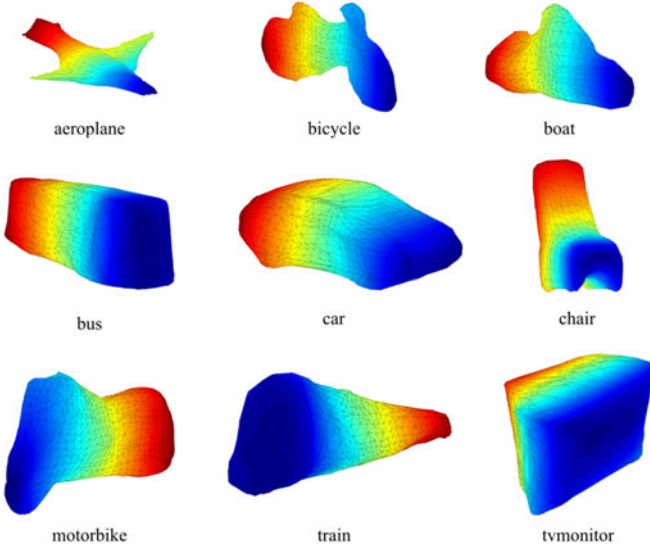 aeroplane
bicycle
boat
bus
car
chair
motorbike
train
tvmonitor